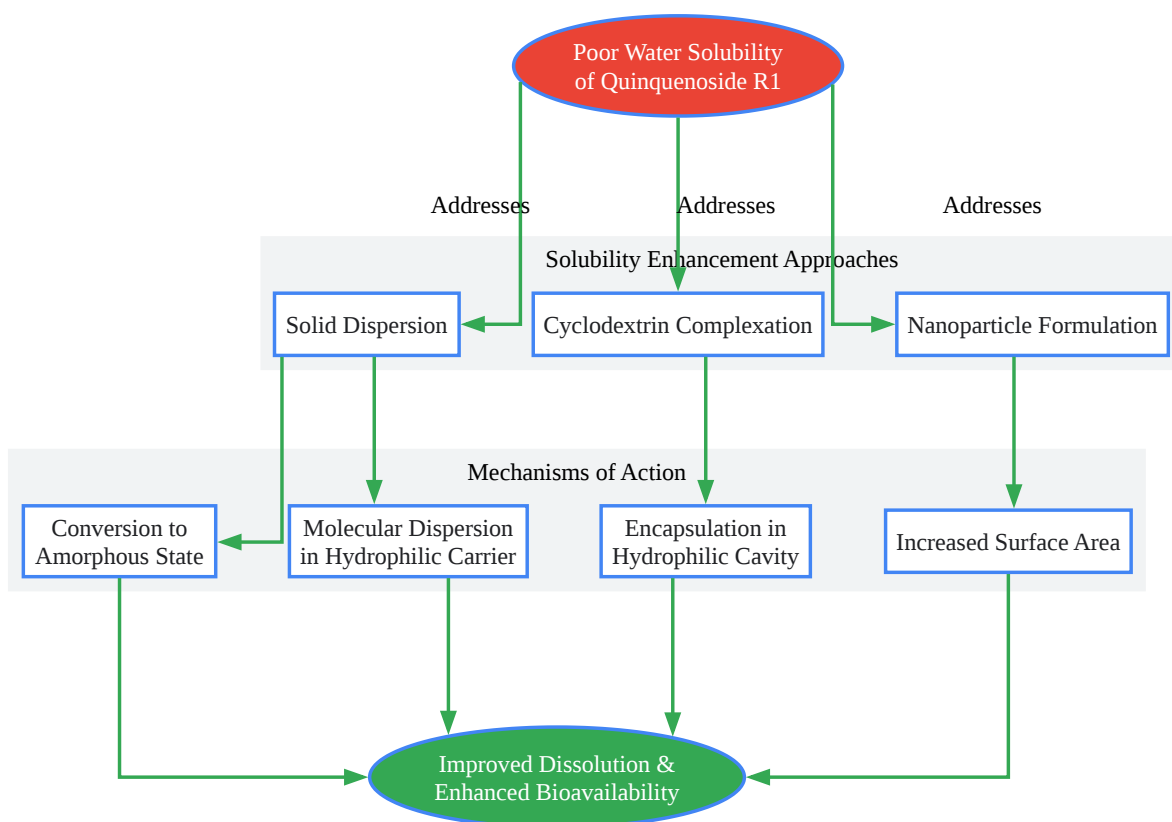 Poor Water Solubility
of Quinquenoside R1
Addresses
Addresses
Addresses
Solubility Enhancement Approaches
Solid Dispersion
Cyclodextrin Complexation
Nanoparticle Formulation
Mechanisms of Action
Conversion to
Amorphous State
Molecular Dispersion
in Hydrophilic Carrier
Encapsulation in
Hydrophilic Cavity
Increased Surface Area
Improved Dissolution &
Enhanced Bioavailability